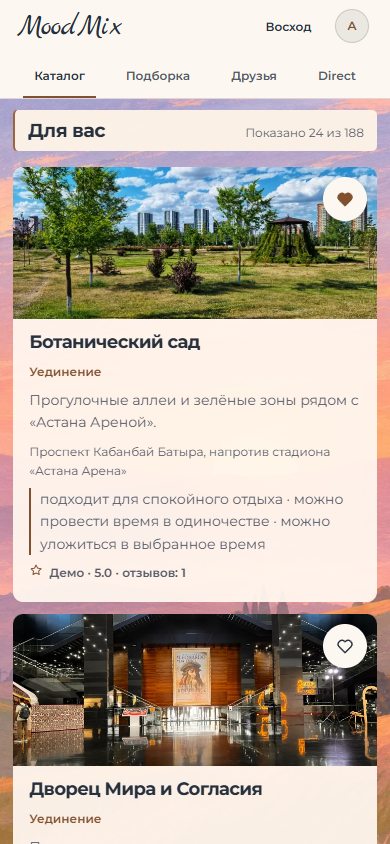 MoodMix
Восход
A
Каталог
Подборка
Друзья
Direct
Для вас
Показано 24 из 188
Ботанический сад
Уединение
Прогулочные аллеи и зелёные зоны рядом с
«Астана Ареной».
Проспект Кабанбай Батыра, напротив стадиона
«Астана Арена»
подходит для спокойного отдыха · можно
провести время в одиночестве · можно
уложиться в выбранное время
Демо · 5.0 · отзывов: 1
Дворец Мира и Согласия
Уединение